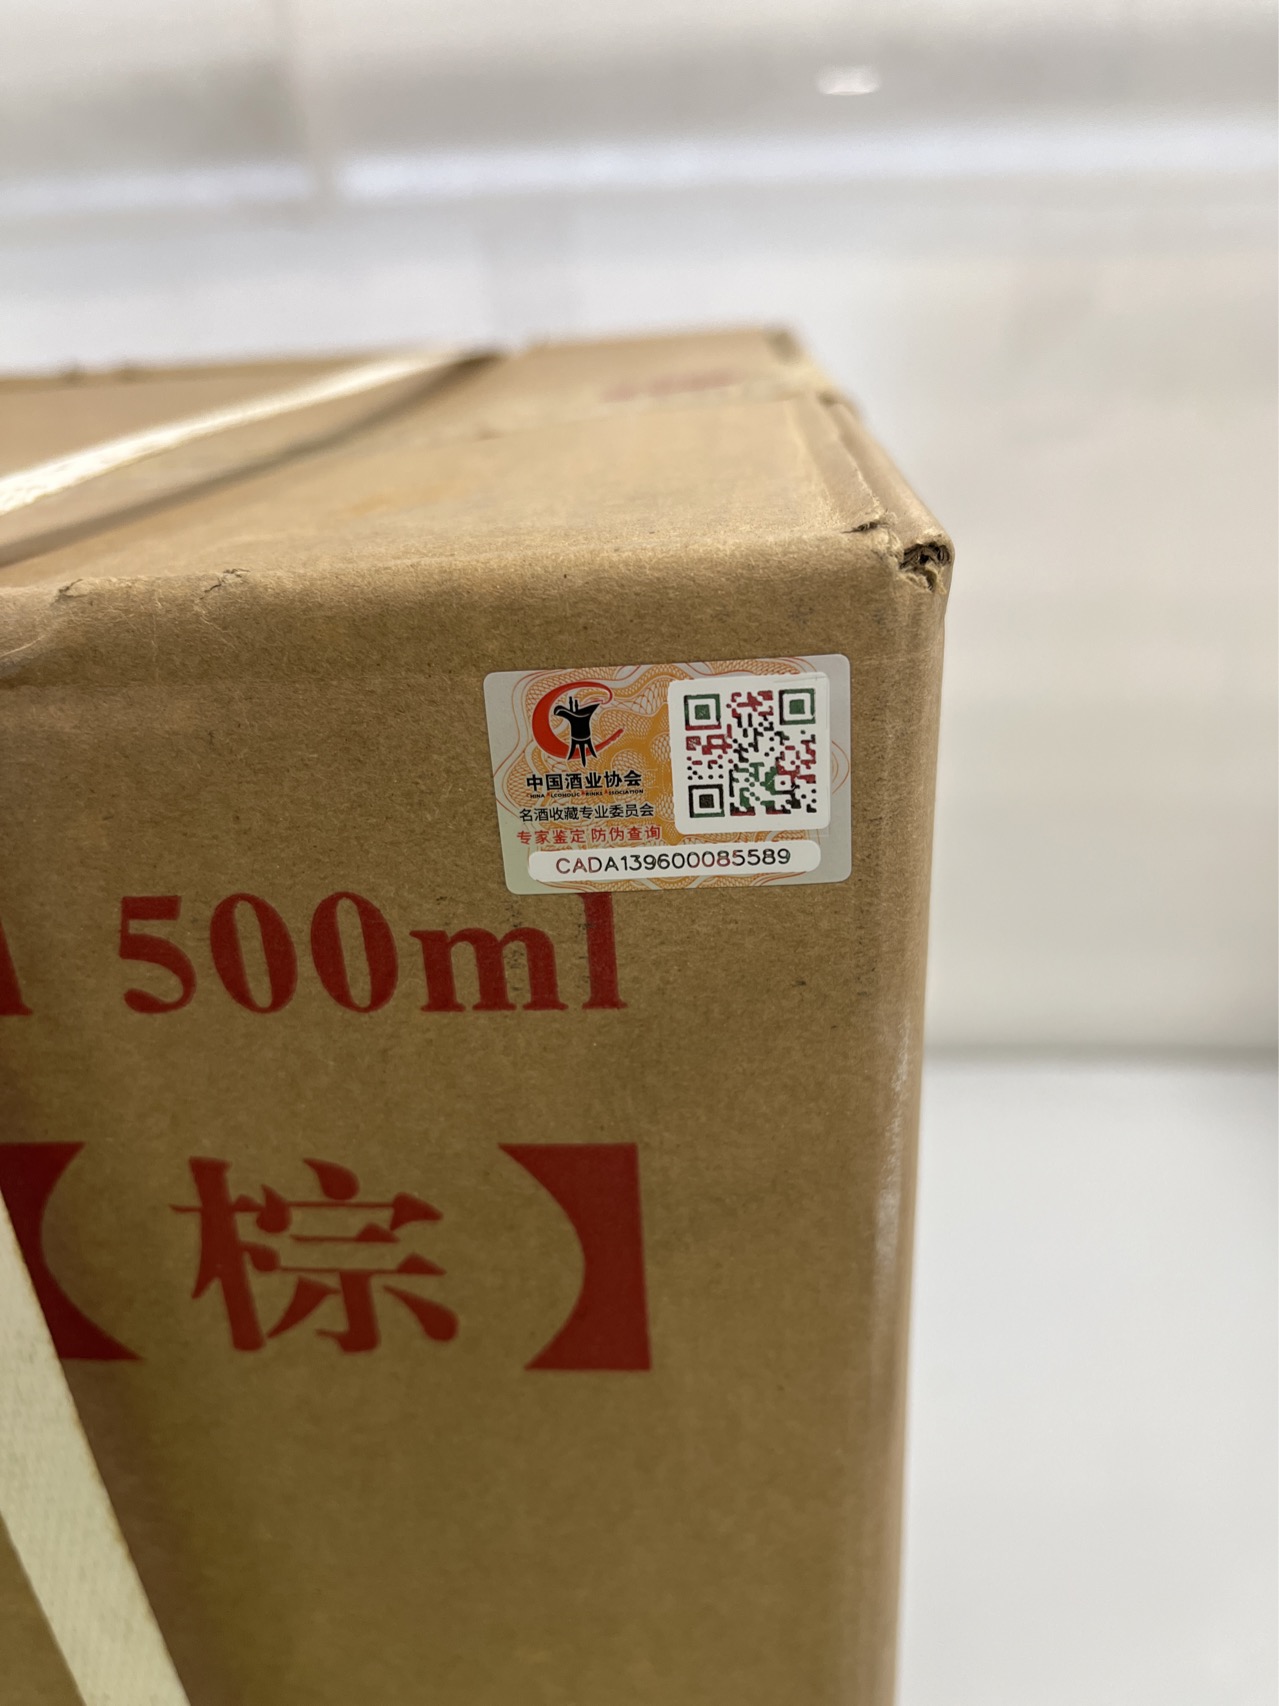 中国酒业协会
名酒收藏专业委员会
专家鉴定 防伪查询
CADA139600085589
500ml
【棕】